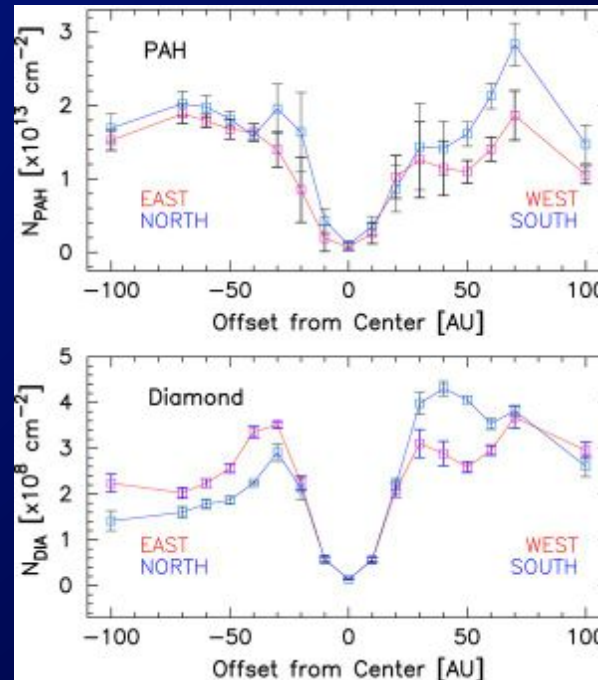 PAH
N_PAH [x10^13 cm^-2]
3
2
1
0
EAST WEST
NORTH SOUTH
-100 -50 0 50 100
Offset from Center [AU]
Diamond
N_DIA [x10^8 cm^-2]
5
4
3
2
1
0
EAST WEST
NORTH SOUTH
-100 -50 0 50 100
Offset from Center [AU]